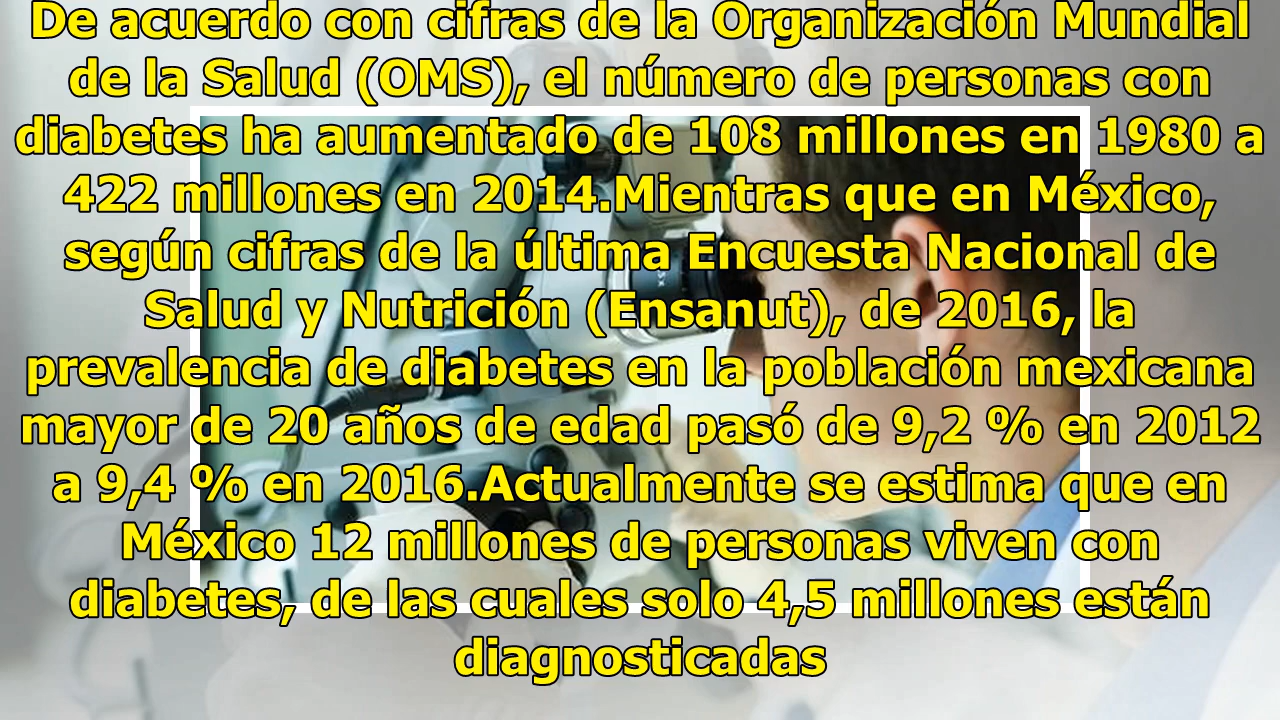 De acuerdo con cifras de la Organización Mundial
de la Salud (OMS), el número de personas con
diabetes ha aumentado de 108 millones en 1980 a
422 millones en 2014.Mientras que en México,
según cifras de la última Encuesta Nacional de
Salud y Nutrición (Ensanut), de 2016, la
prevalencia de diabetes en la población mexicana
mayor de 20 años de edad pasó de 9,2 % en 2012
a 9,4 % en 2016.Actualmente se estima que en
México 12 millones de personas viven con
diabetes, de las cuales solo 4,5 millones están
diagnosticadas